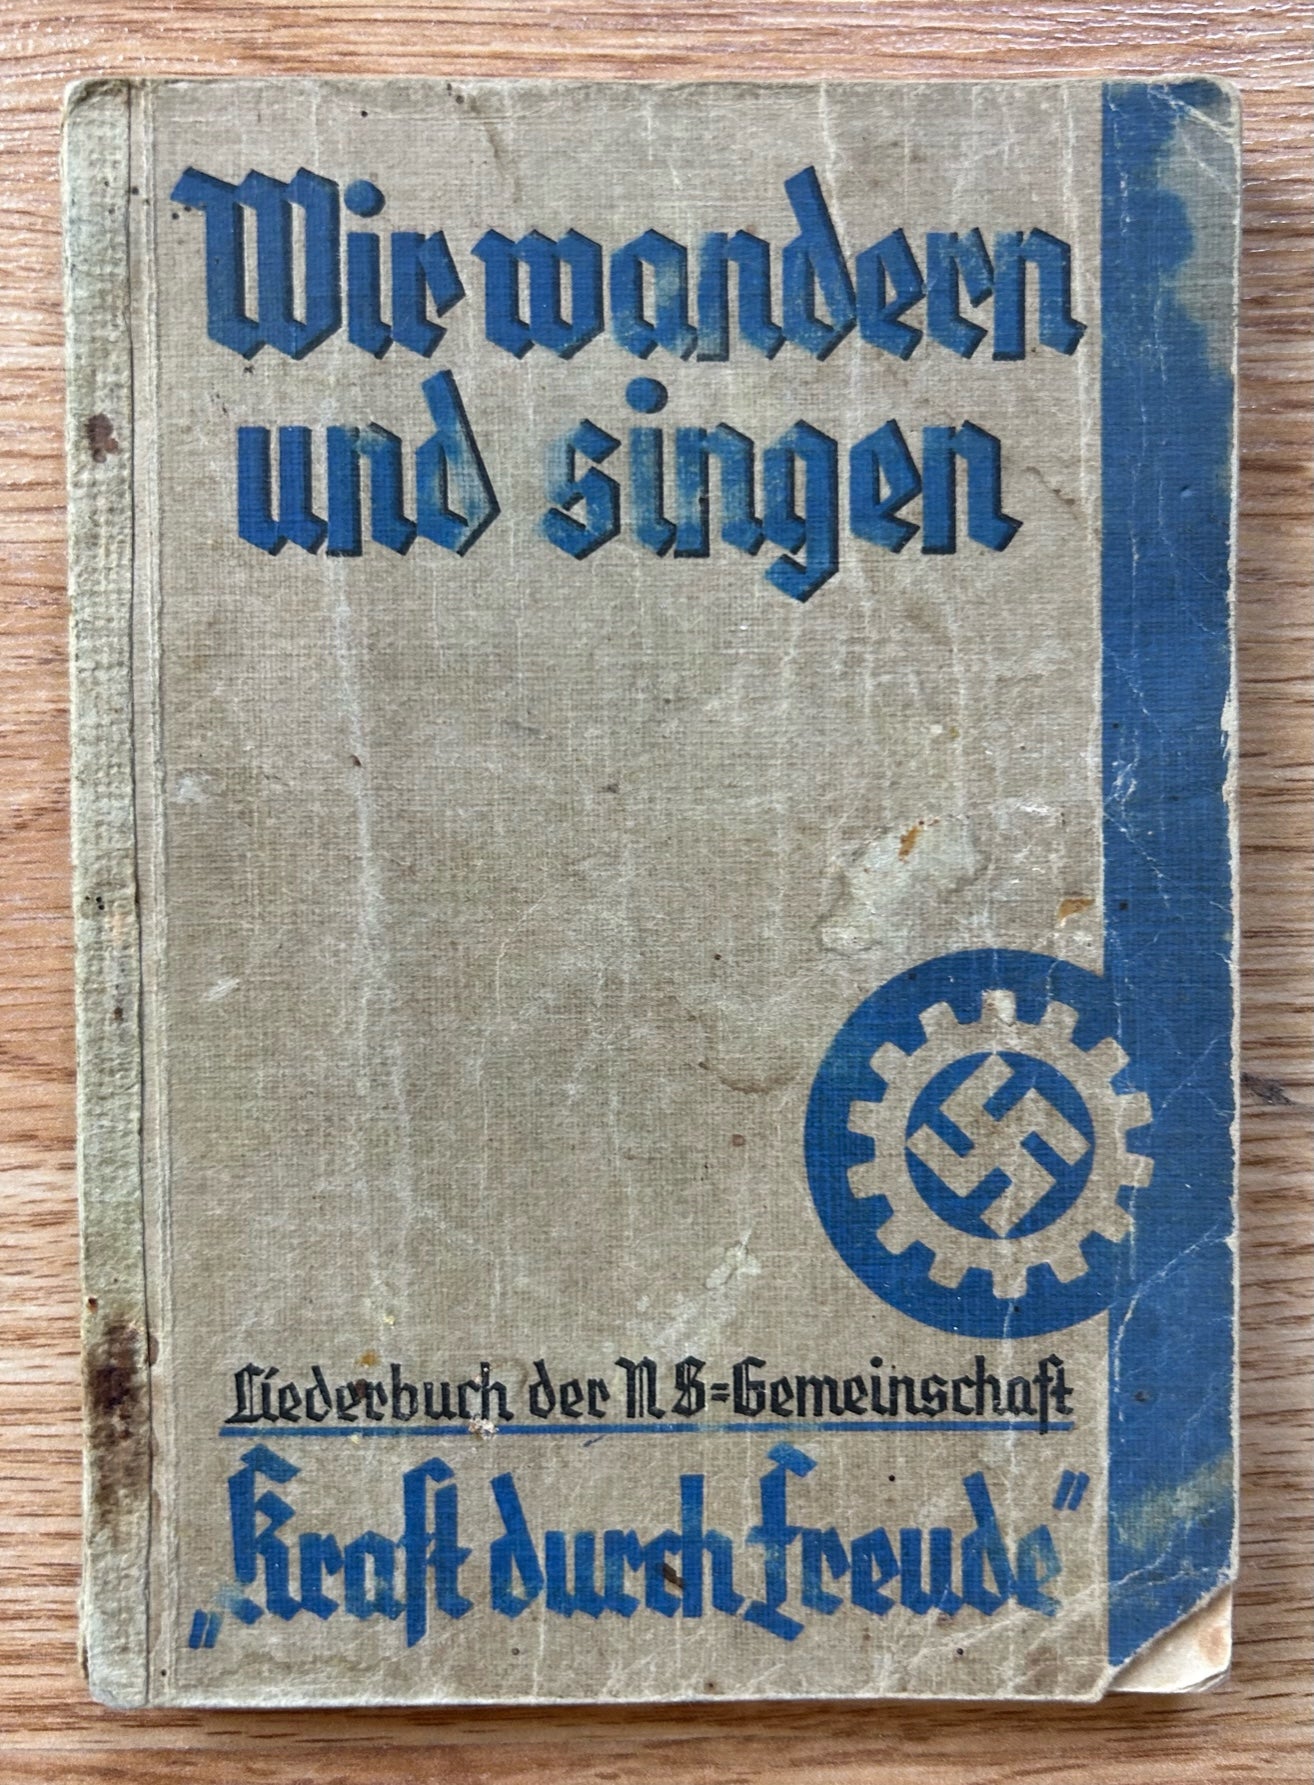 Wir wandern
und singen
Liederbuch der NS=Gemeinschaft
„Kraft durch Freude"